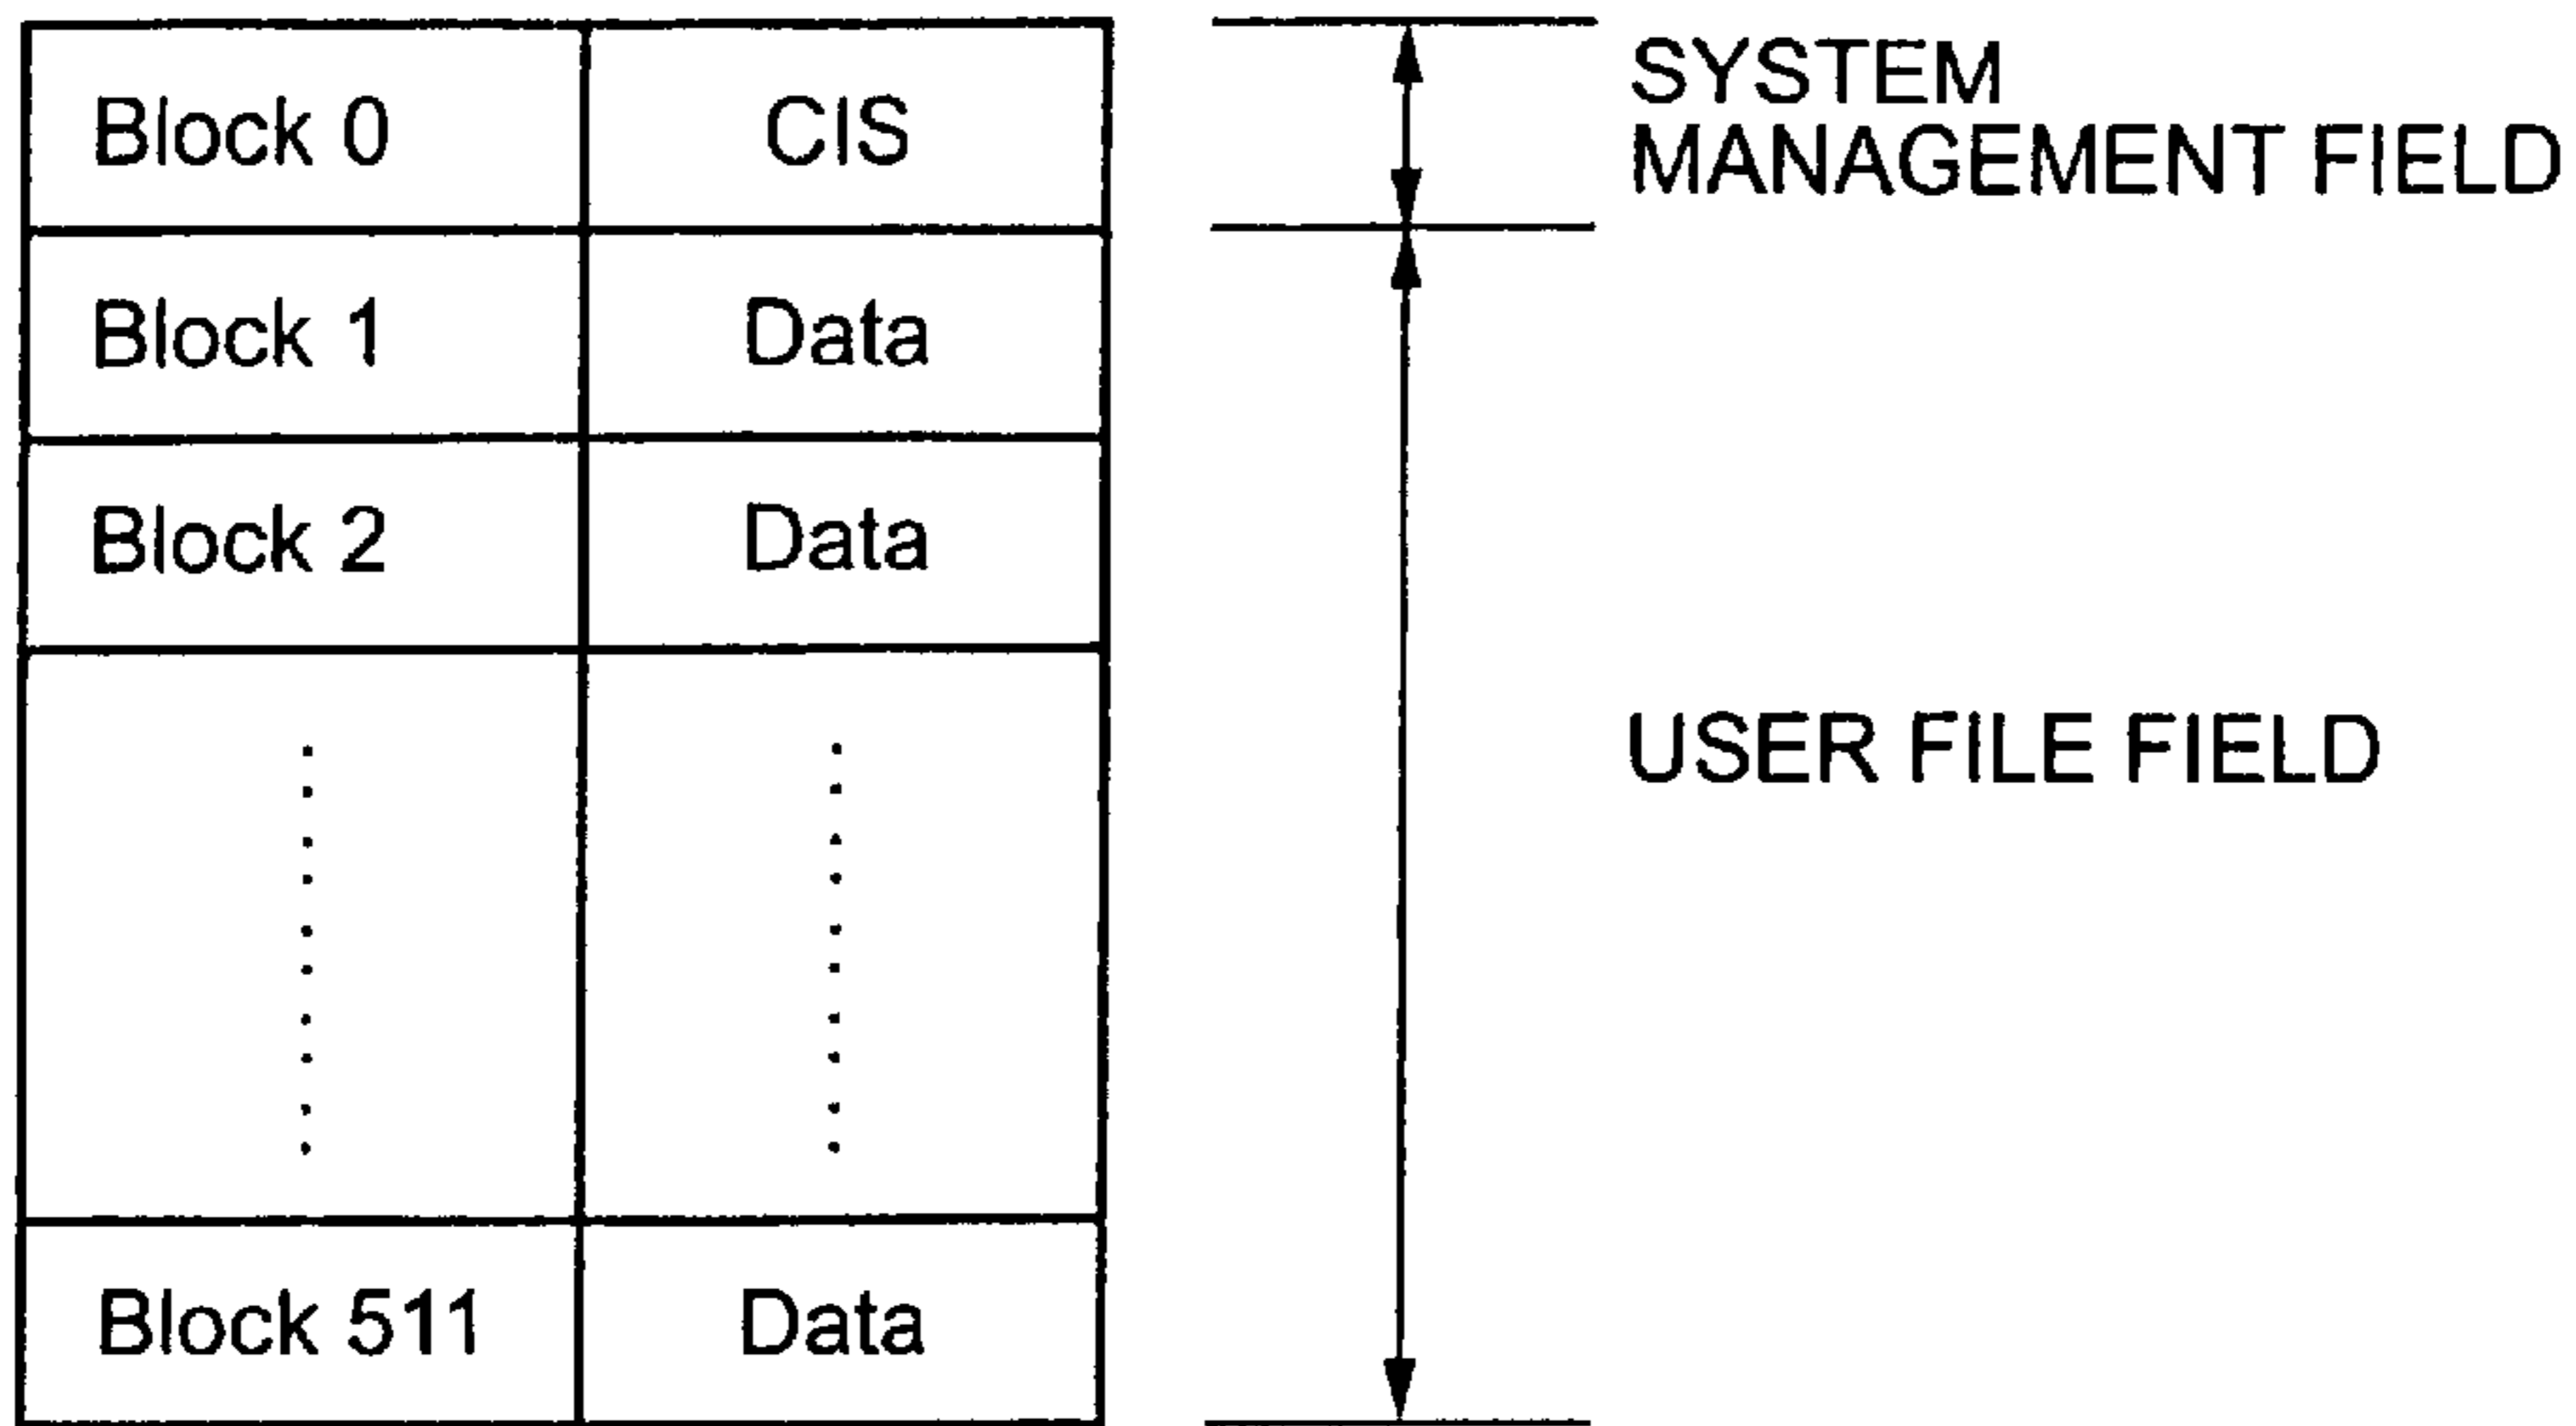 Block 0 CIS
SYSTEM
MANAGEMENT FIELD
Block 1 Data
Block 2 Data
USER FILE FIELD
Block 511 Data